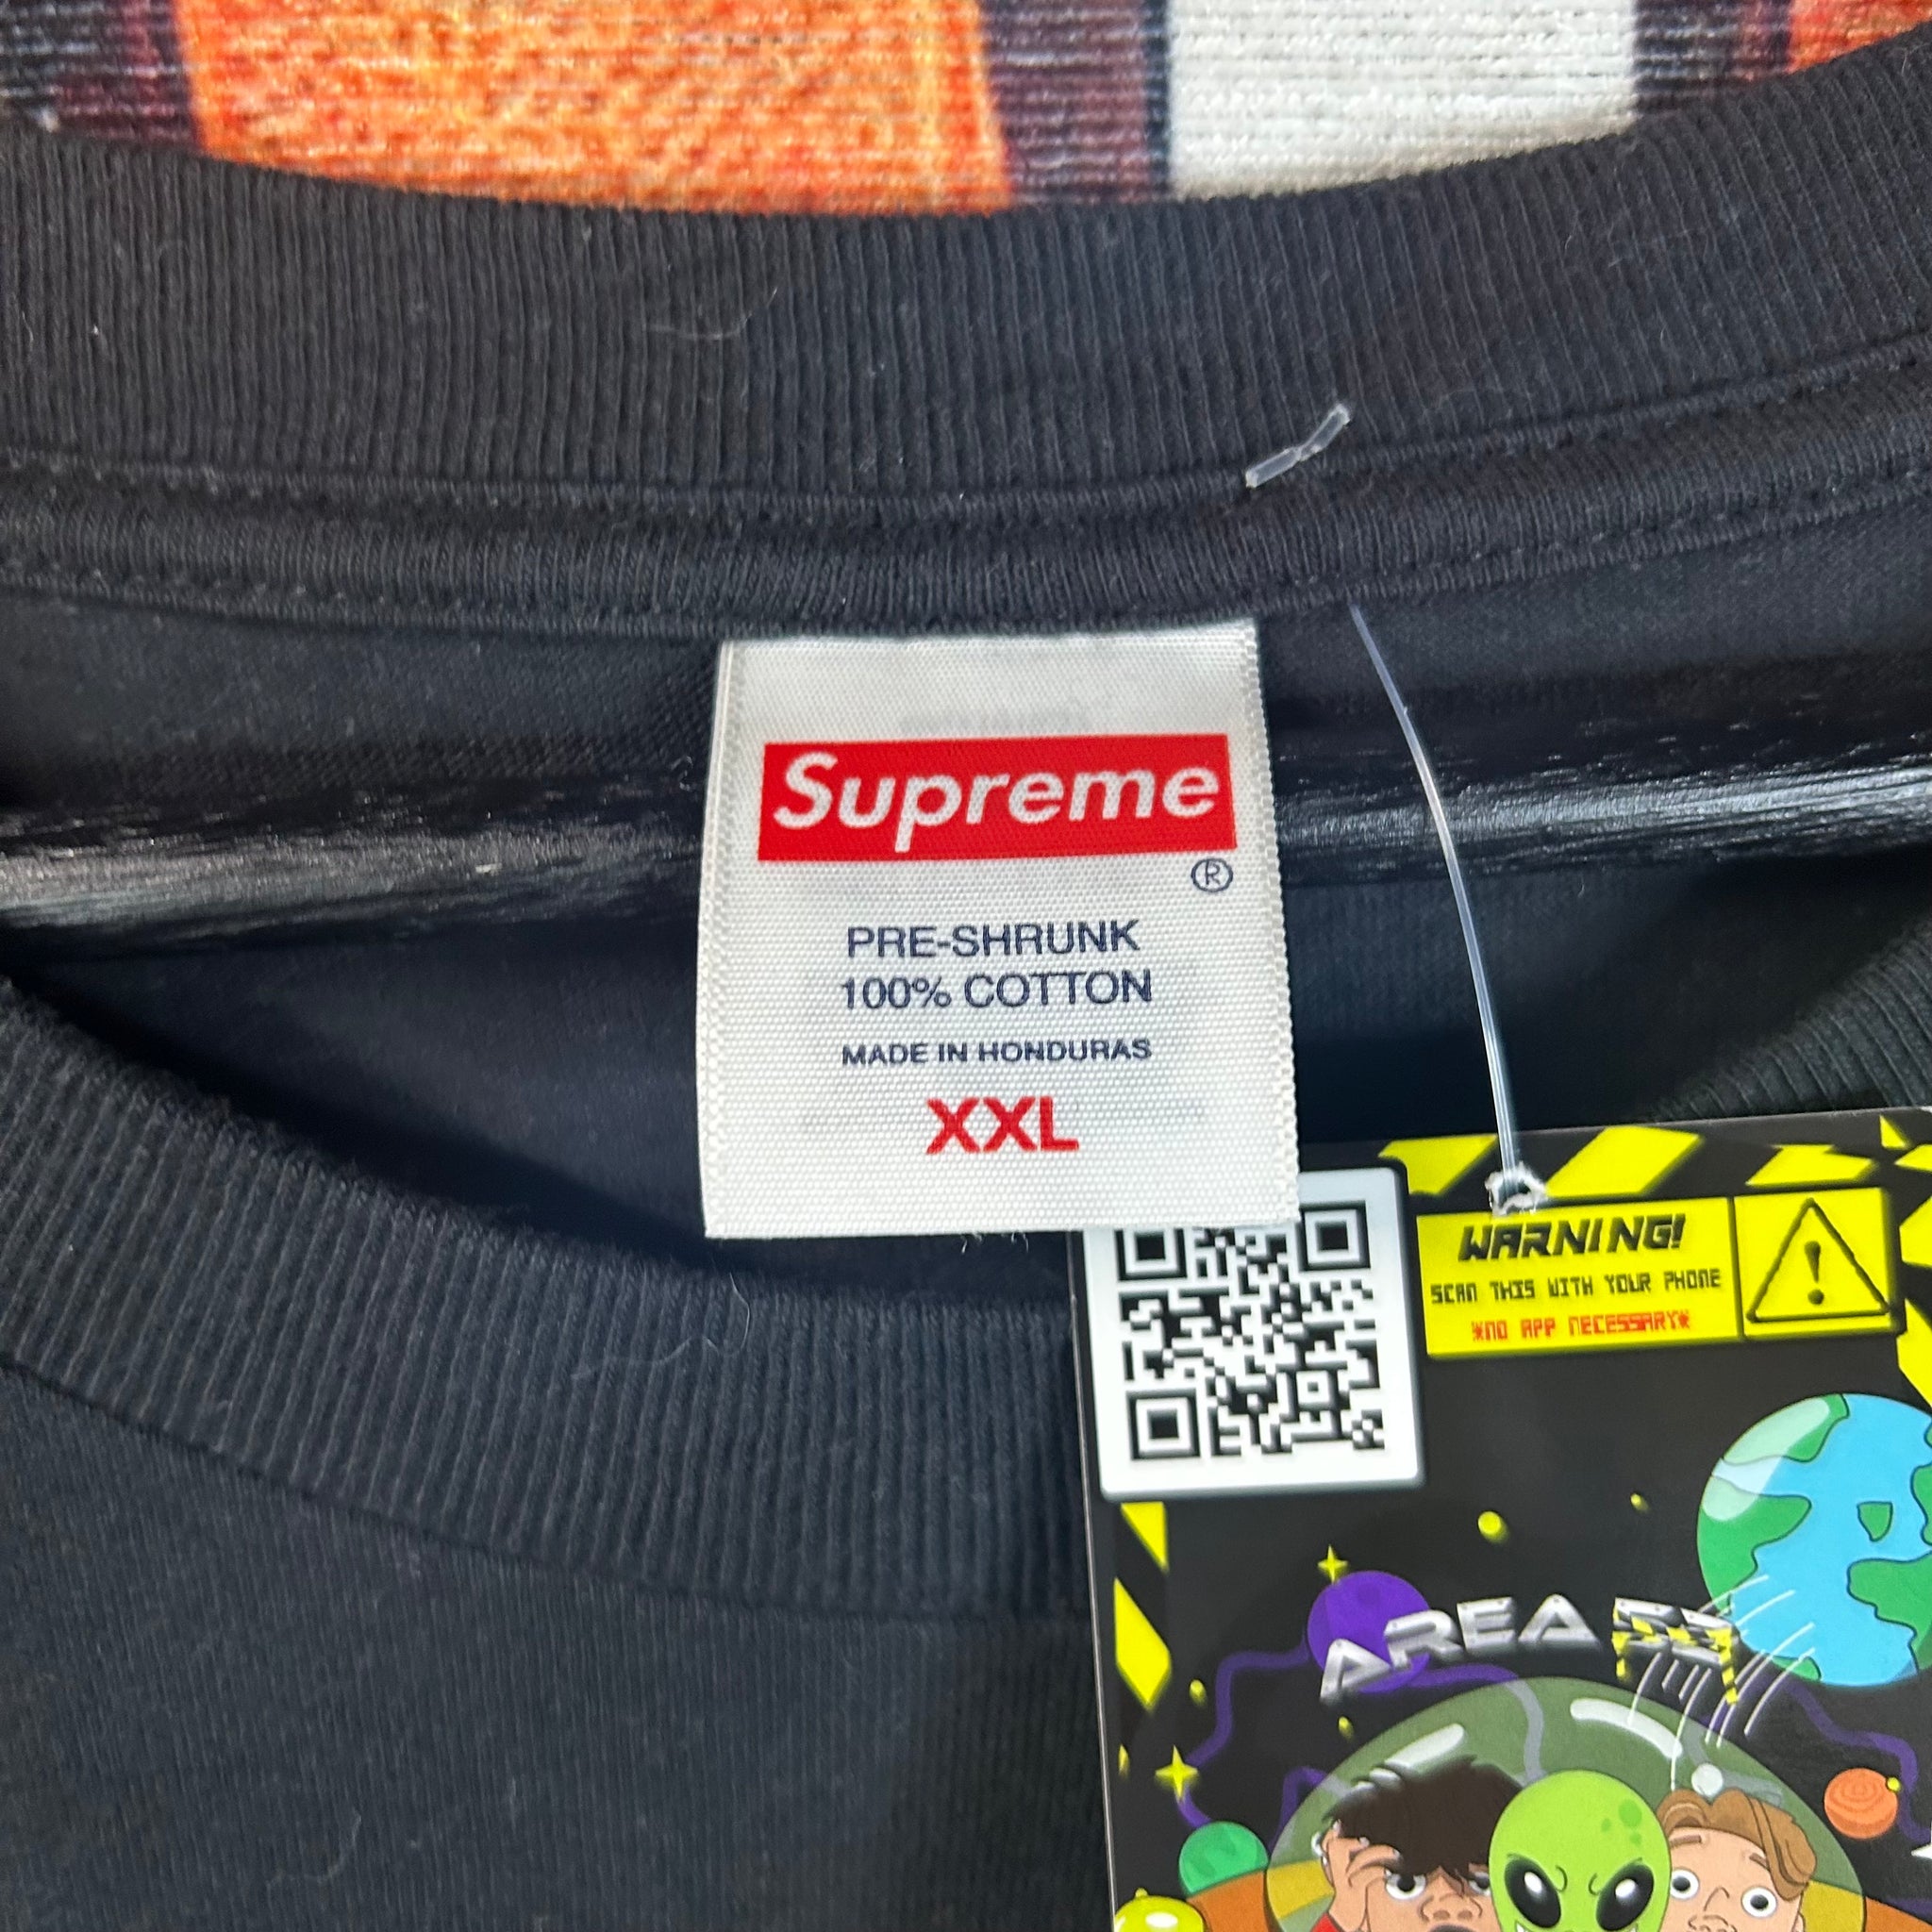 Supreme
®
PRE-SHRUNK
100% COTTON
MADE IN HONDURAS
XXL
WARNING!
SCAN THIS WITH YOUR PHONE
*NO APP NECESSARY*
AREA 53